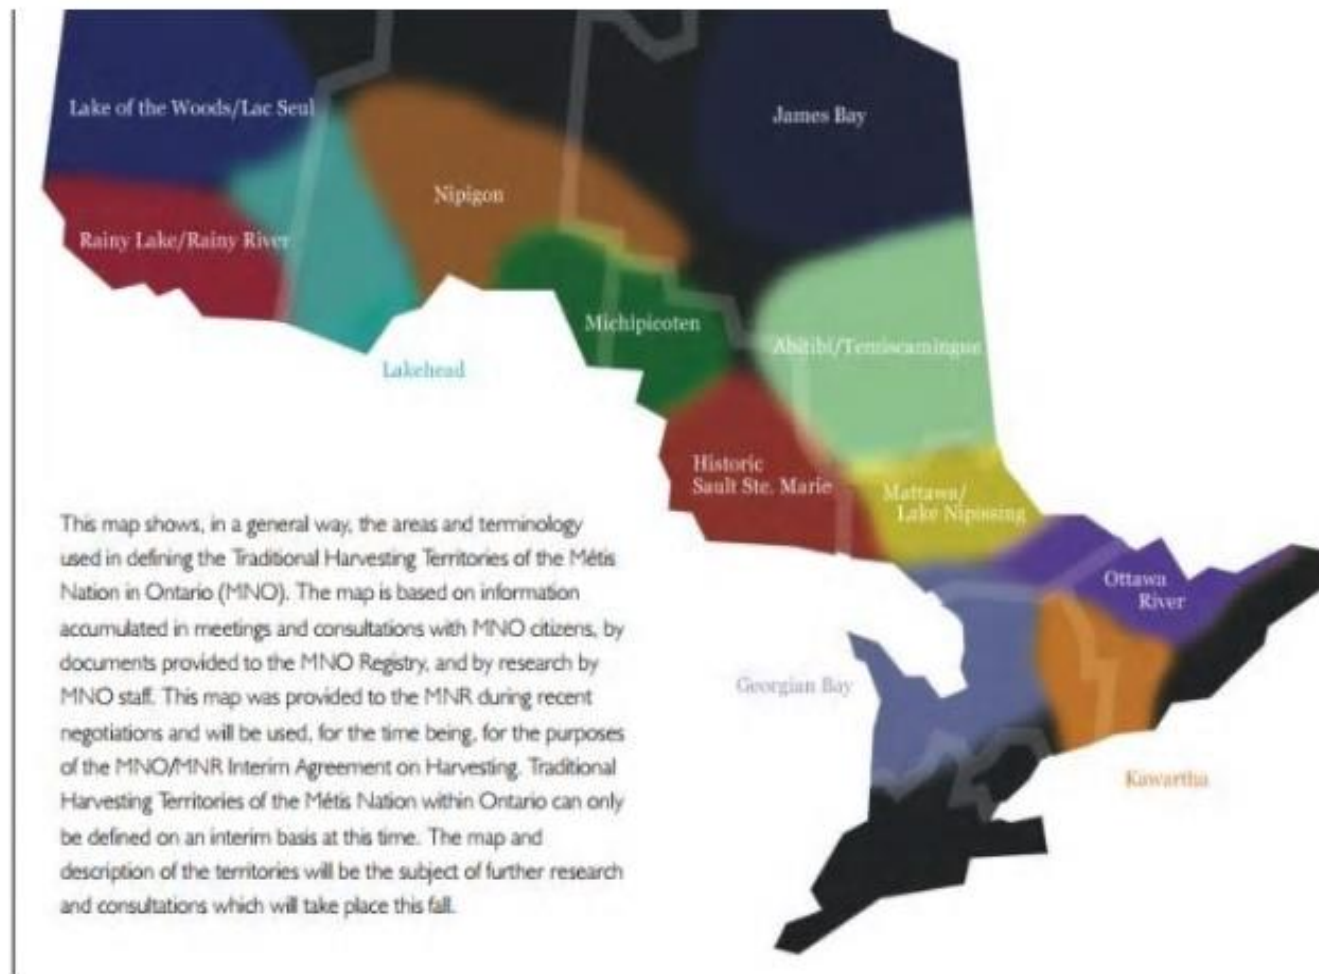 Lake of the Woods/Lac Seul
James Bay
Nipigon
Rainy Lake/Rainy River
Michipicoten
Abitibi/Temiscamingue
Lakehead
Historic
Sault Ste. Marie
Mattawa/
Lake Nipissing
Ottawa
River
Georgian Bay
Kawartha
This map shows, in a general way, the areas and terminology
used in defining the Traditional Harvesting Territories of the Métis
Nation in Ontario (MNO). The map is based on information
accumulated in meetings and consultations with MNO citizens, by
documents provided to the MNO Registry, and by research by
MNO staff. This map was provided to the MNR during recent
negotiations and will be used, for the time being, for the purposes
of the MNO/MNR Interim Agreement on Harvesting. Traditional
Harvesting Territories of the Métis Nation within Ontario can only
be defined on an interim basis at this time. The map and
description of the territories will be the subject of further research
and consultations which will take place this fall.